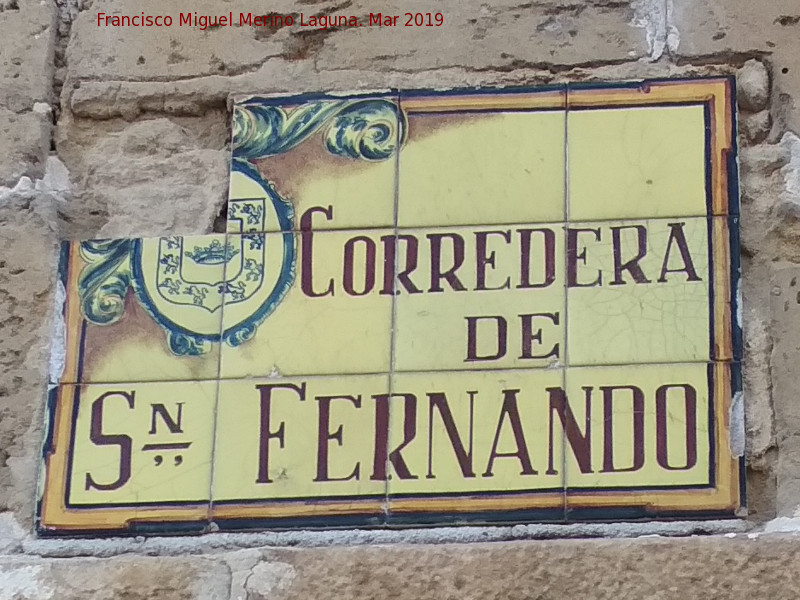 Francisco Miguel Merino Laguna. Mar 2019
CORREDERA
DE
SN. FERNANDO